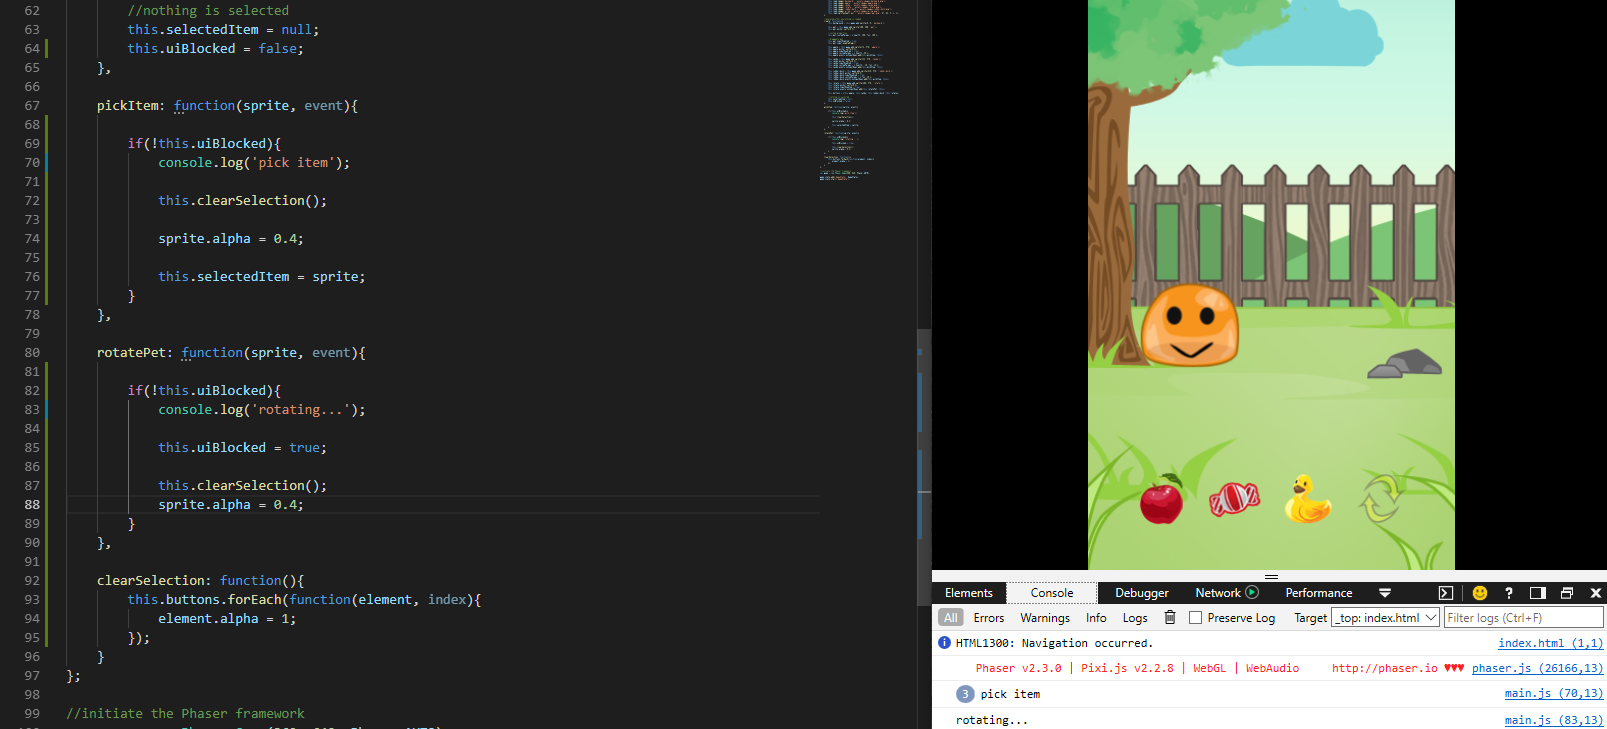 62 //nothing is selected
63 this.selectedItem = null;
64 this.uiBlocked = false;
65 },
66
67 pickItem: function(sprite, event){
68
69 if(!this.uiBlocked){
70 console.log('pick item');
71
72 this.clearSelection();
73
74 sprite.alpha = 0.4;
75
76 this.selectedItem = sprite;
77 }
78 },
79
80 rotatePet: function(sprite, event){
81
82 if(!this.uiBlocked){
83 console.log('rotating...');
84
85 this.uiBlocked = true;
86
87 this.clearSelection();
88 sprite.alpha = 0.4;
89 }
90 },
91
92 clearSelection: function(){
93 this.buttons.forEach(function(element, index){
94 element.alpha = 1;
95 });
96 }
97 };
98
99 //initiate the Phaser framework
Elements Console Debugger Network Performance
All Errors Warnings Info Logs Preserve Log Target _top: index.html Filter logs (Ctrl+F)
HTML1300: Navigation occurred. index.html (1,1)
Phaser v2.3.0 | Pixi.js v2.2.8 | WebGL | WebAudio http://phaser.io ♥♥♥ phaser.js (26166,13)
3 pick item main.js (70,13)
rotating... main.js (83,13)